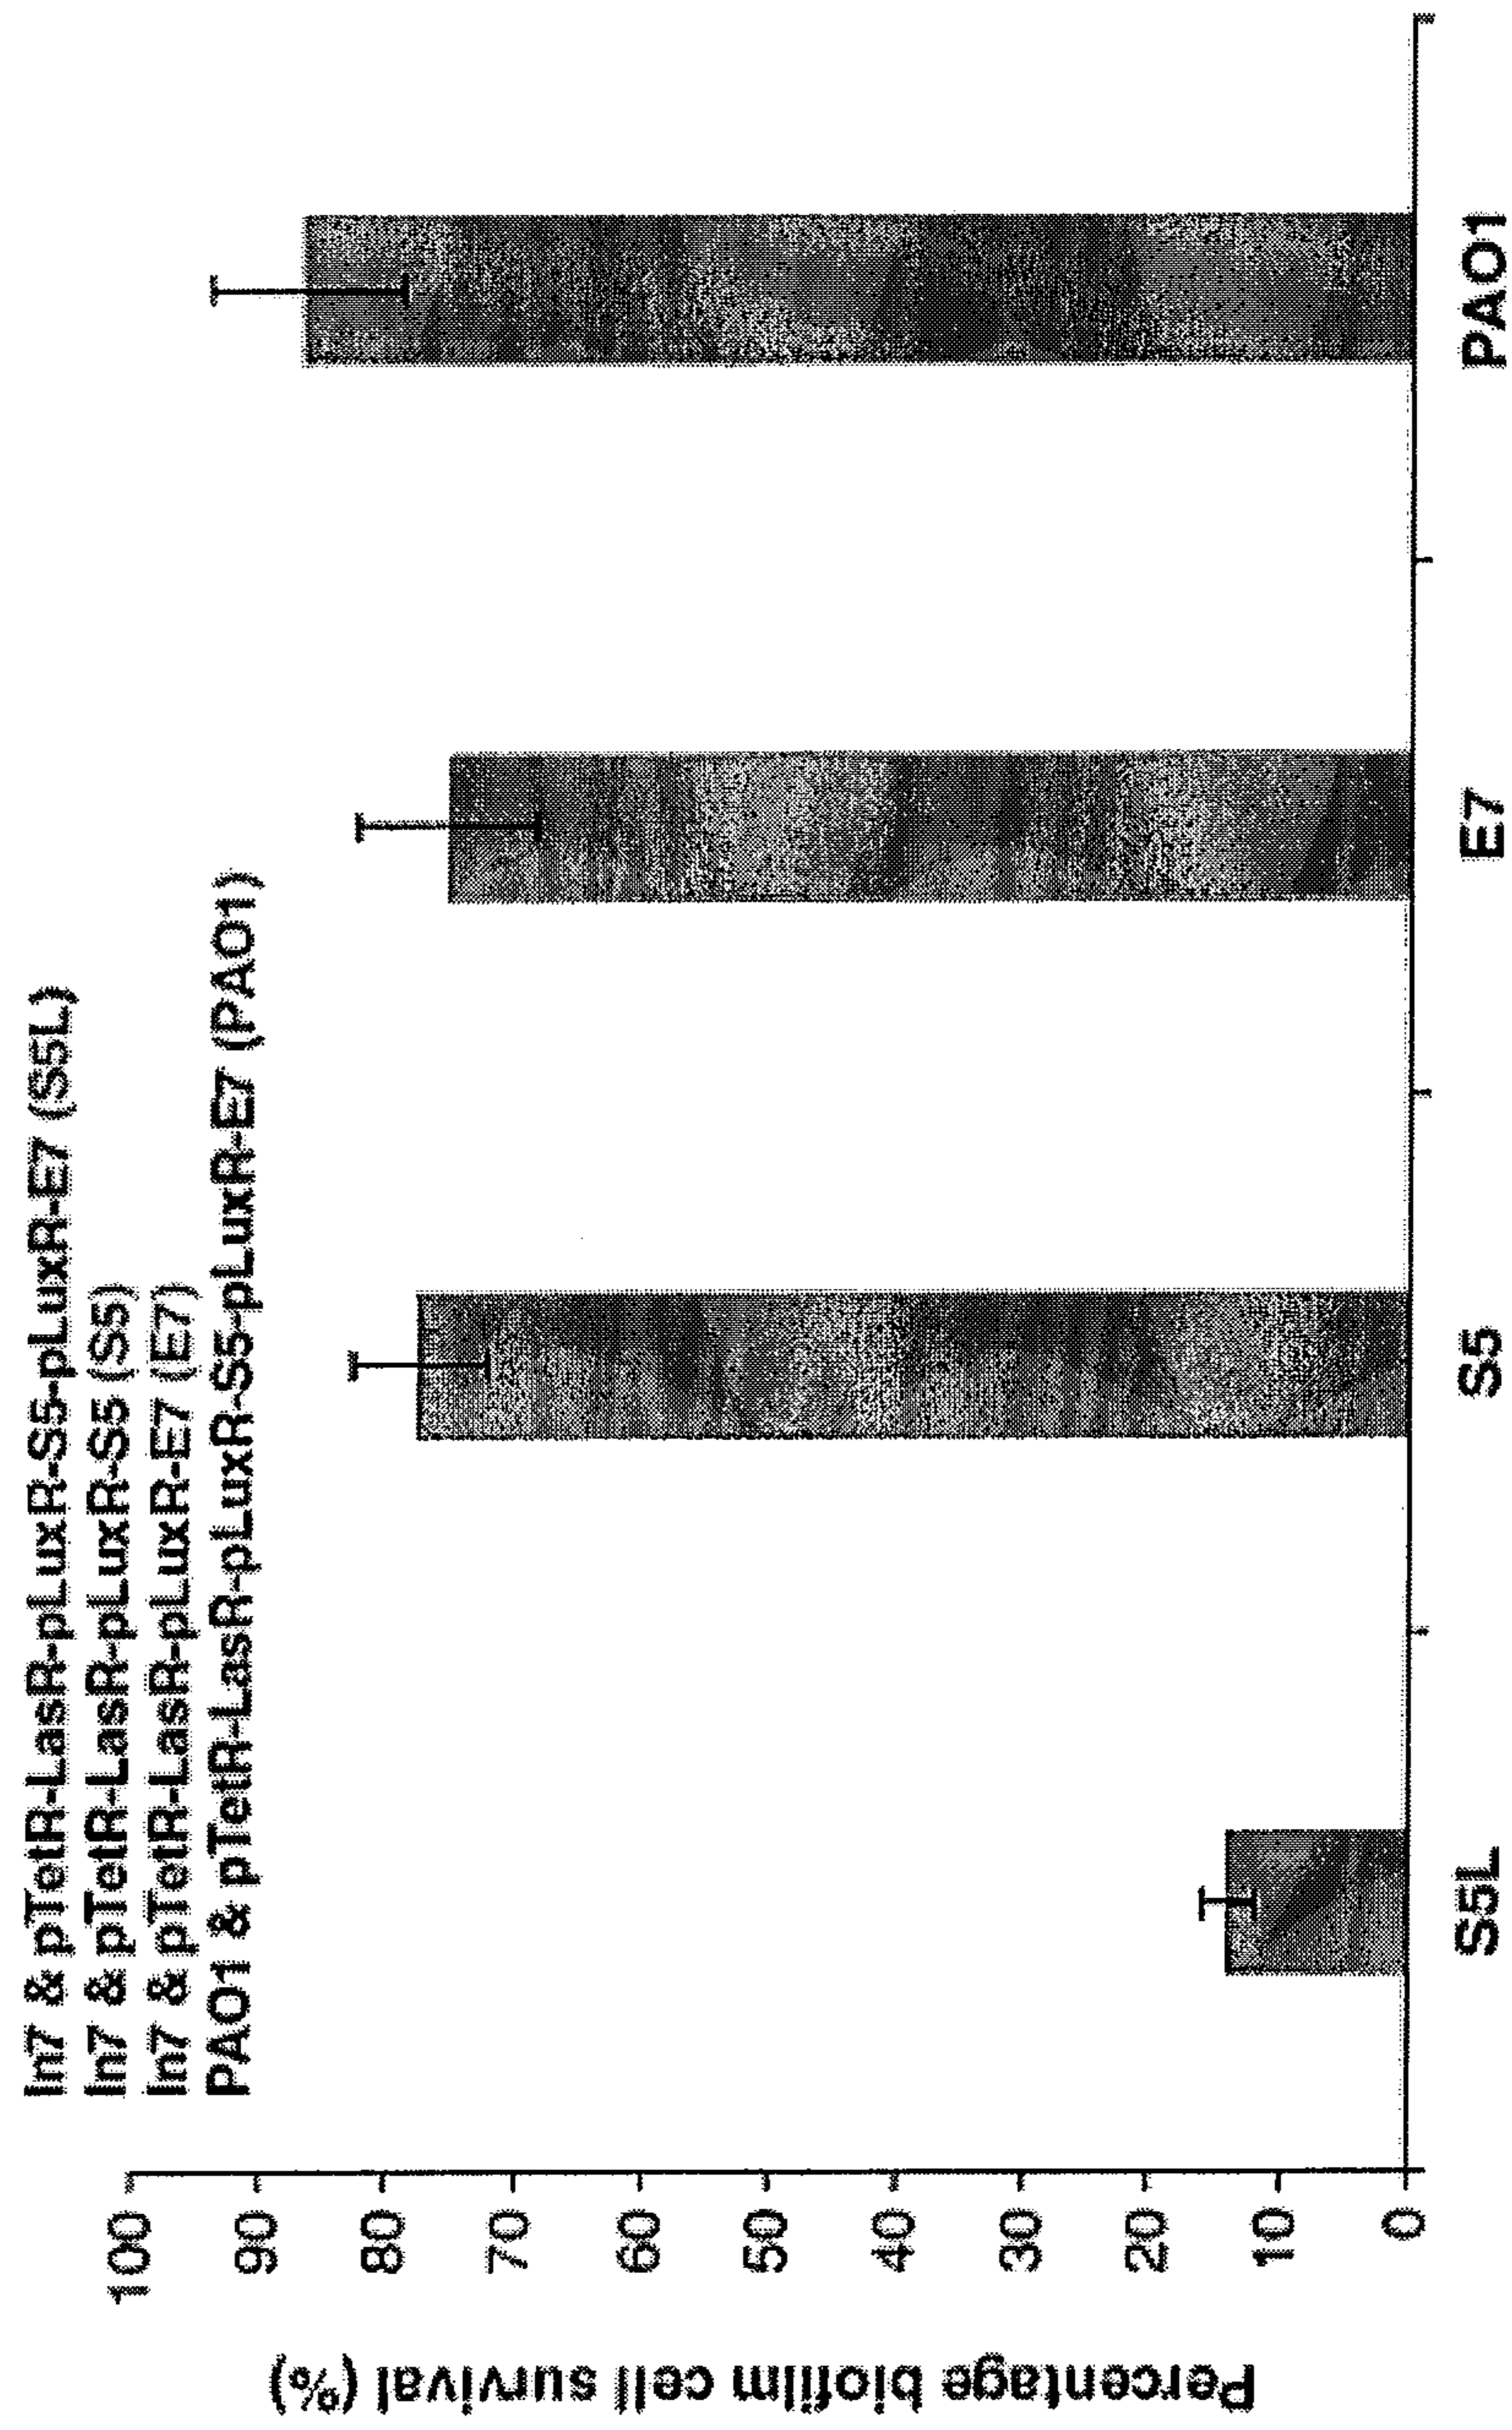 In7 & pTetR-LasR-pLuxR-S5-pLuxR-E7 (S5L)
In7 & pTetR-LasR-pLuxR-S5 (S5)
In7 & pTetR-LasR-pLuxR-E7 (E7)
PAO1 & pTetR-LasR-pLuxR-S5-pLuxR-E7 (PAO1)
Percentage biofilm cell survival (%)
100
90
80
70
60
50
40
30
20
10
0
S5L
S5
E7
PAO1